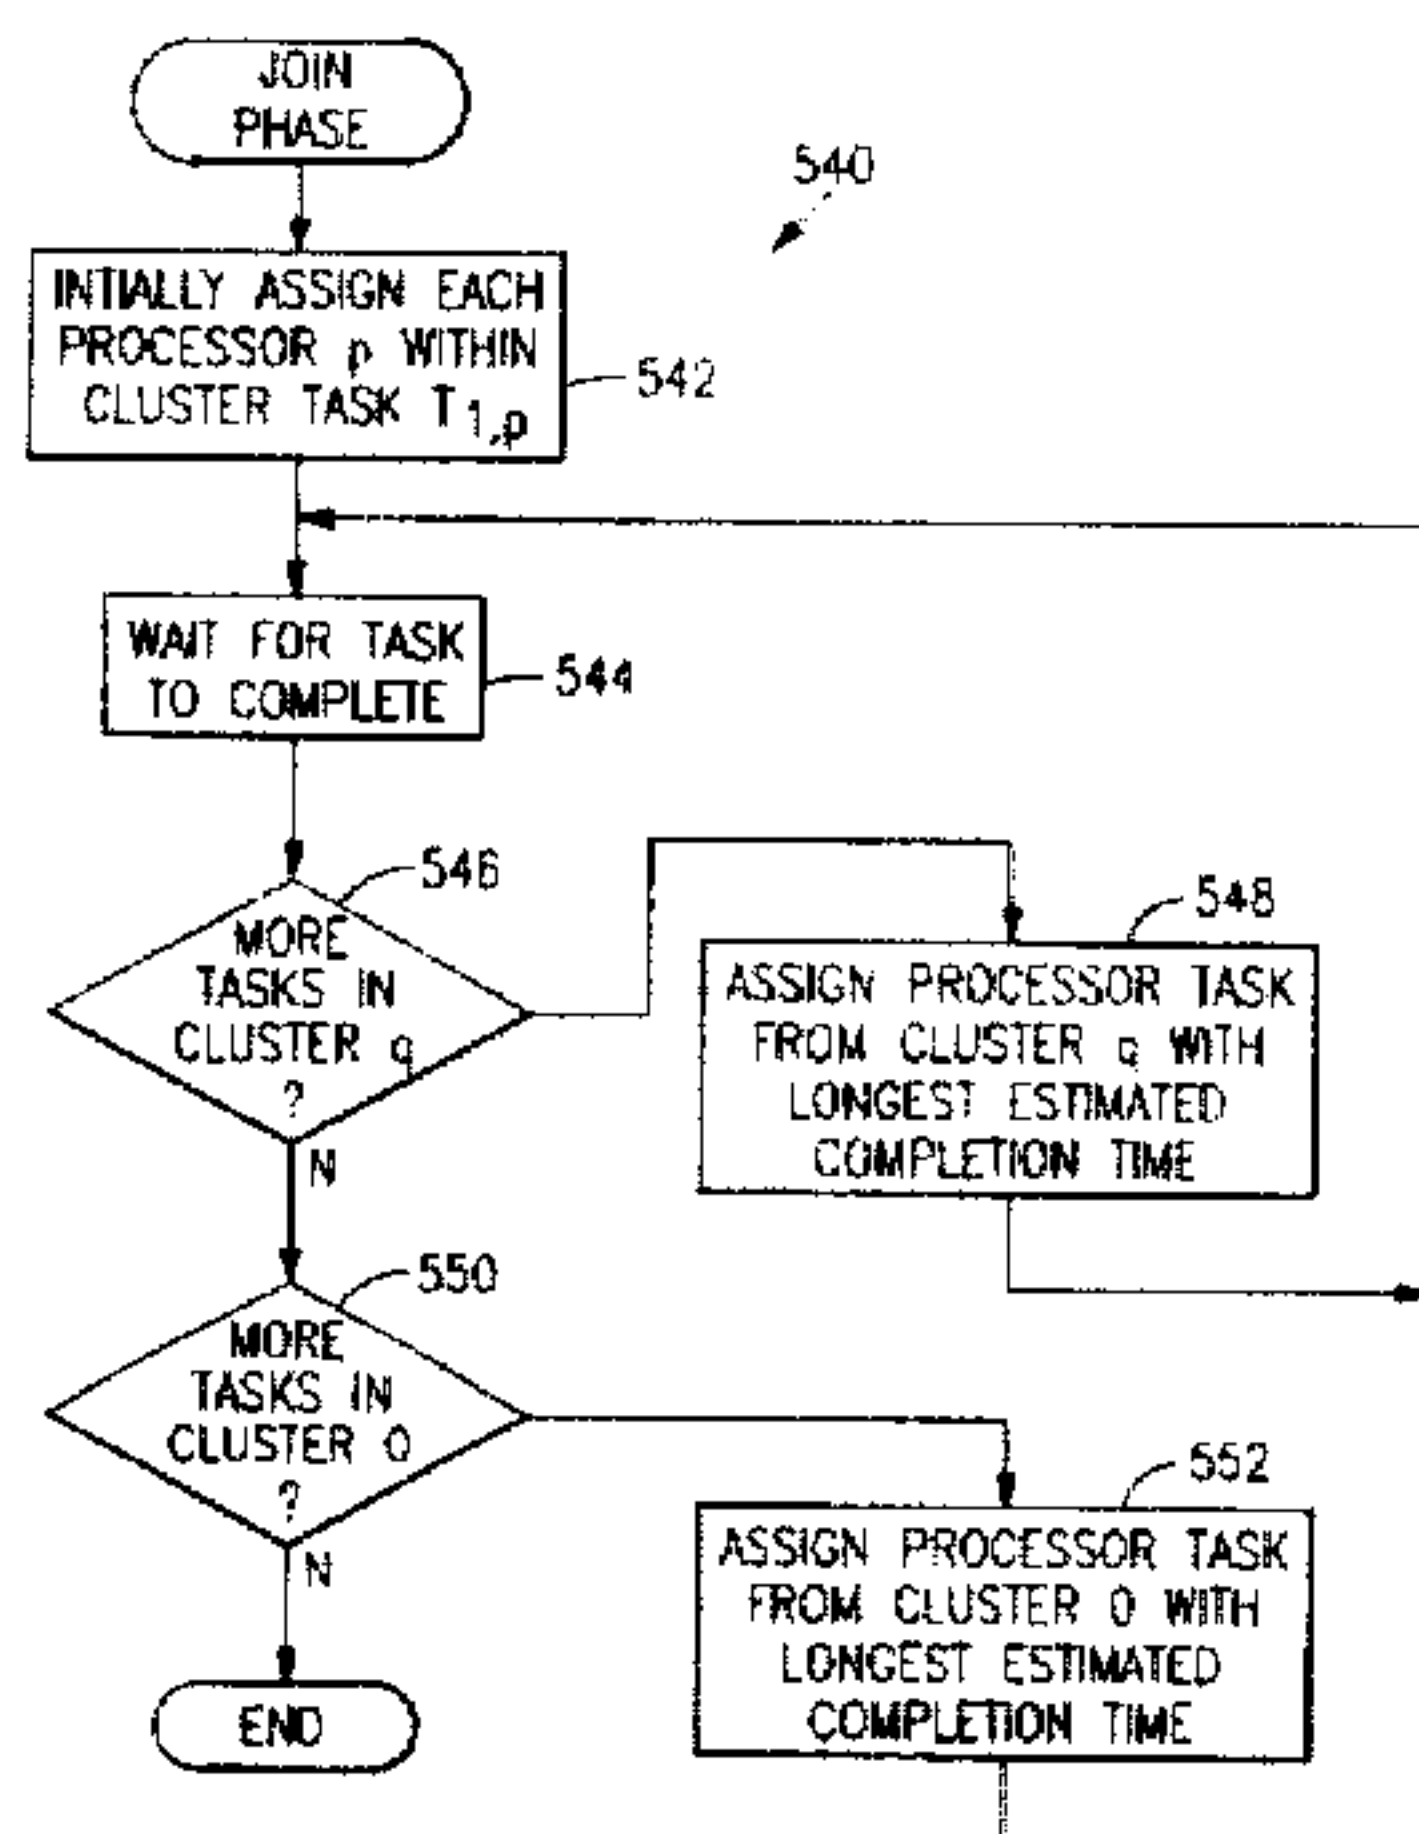 JOIN
PHASE
540
INTIALLY ASSIGN EACH
PROCESSOR p WITHIN
CLUSTER TASK T1,p
542
WAIT FOR TASK
TO COMPLETE
544
546
MORE
TASKS IN
CLUSTER q
?
N
548
ASSIGN PROCESSOR TASK
FROM CLUSTER q WITH
LONGEST ESTIMATED
COMPLETION TIME
550
MORE
TASKS IN
CLUSTER 0
?
N
552
ASSIGN PROCESSOR TASK
FROM CLUSTER 0 WITH
LONGEST ESTIMATED
COMPLETION TIME
END